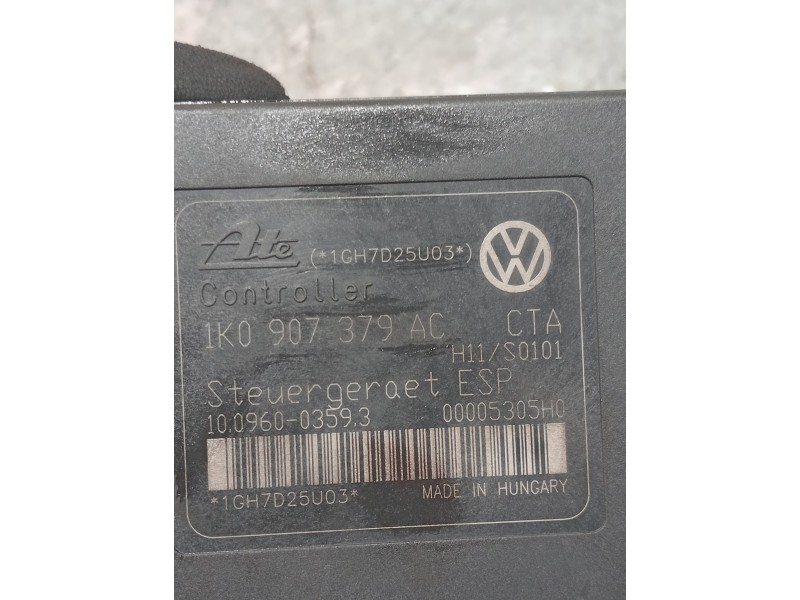 Ate (*1GH7D25U03*)
Controller
1K0 907 379 AC CTA
H11/S0101
Steuergeraet ESP
10.0960-0359.3 00005305H0
*1GH7D25U03* MADE IN HUNGARY